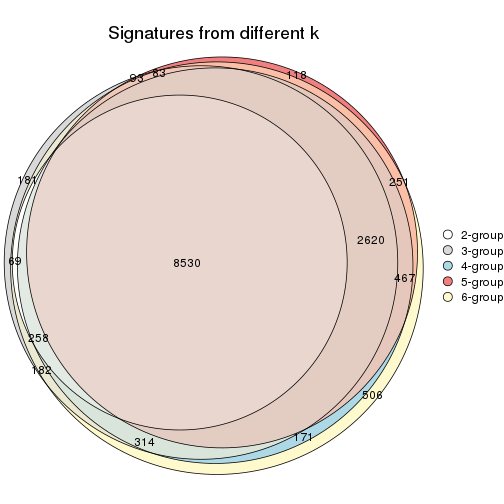 Signatures from different k
93
83
118
181
251
2620
8530
69
467
258
182
506
314
171
2-group
3-group
4-group
5-group
6-group